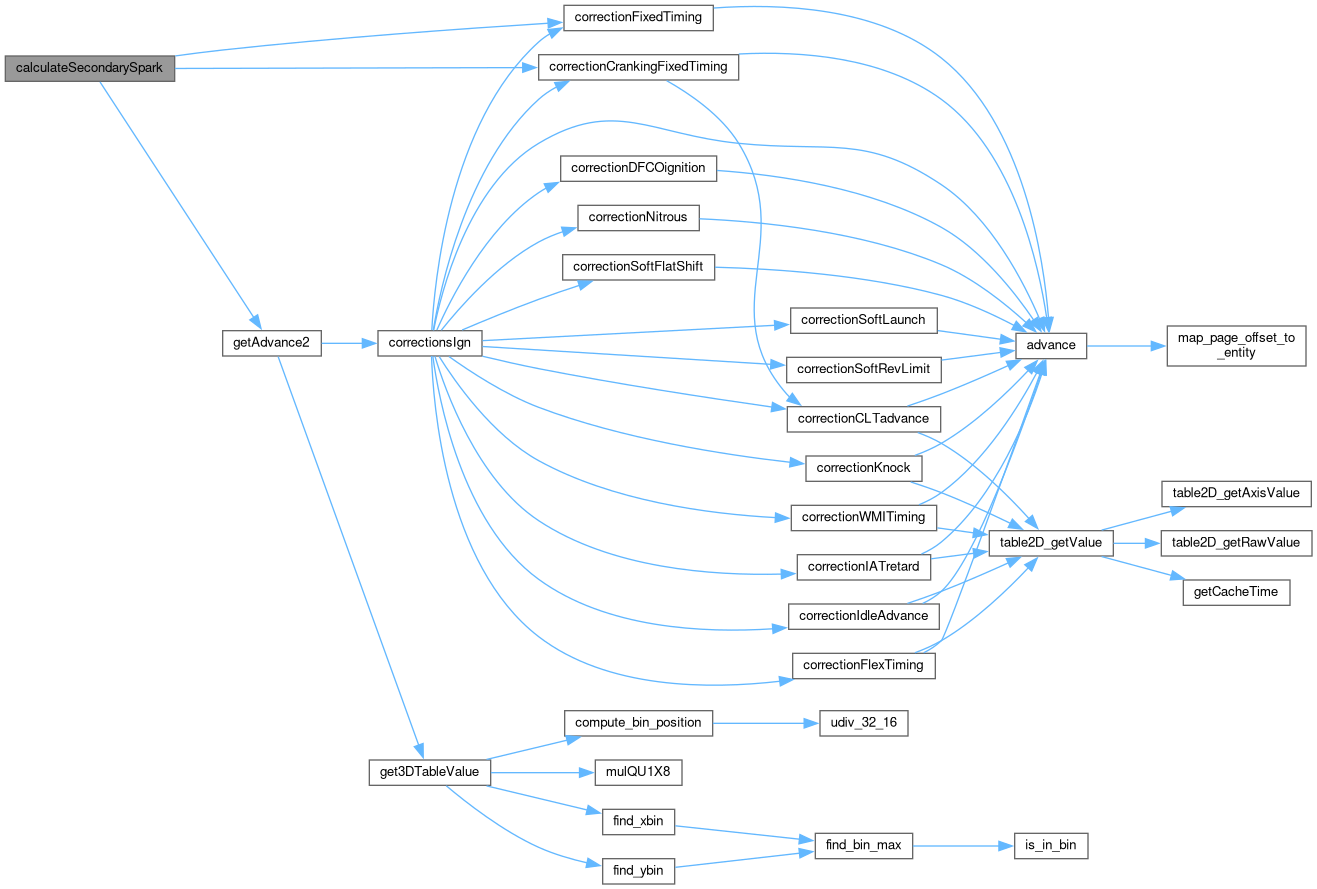 correctionFixedTiming
calculateSecondarySpark
correctionCrankingFixedTiming
correctionDFCOignition
correctionNitrous
correctionSoftFlatShift
correctionSoftLaunch
getAdvance2
correctionsIgn
advance
map_page_offset_to
_entity
correctionSoftRevLimit
correctionCLTadvance
correctionKnock
table2D_getAxisValue
correctionWMITiming
table2D_getValue
table2D_getRawValue
correctionIATretard
getCacheTime
correctionIdleAdvance
correctionFlexTiming
compute_bin_position
udiv_32_16
get3DTableValue
mulQU1X8
find_xbin
find_bin_max
is_in_bin
find_ybin